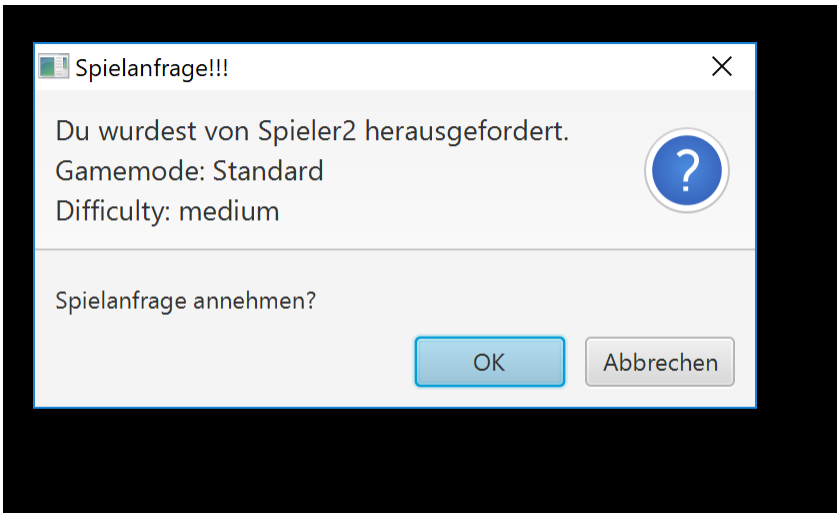 Spielanfrage!!!
Du wurdest von Spieler2 herausgefordert.
Gamemode: Standard
Difficulty: medium
?
Spielanfrage annehmen?
OK
Abbrechen